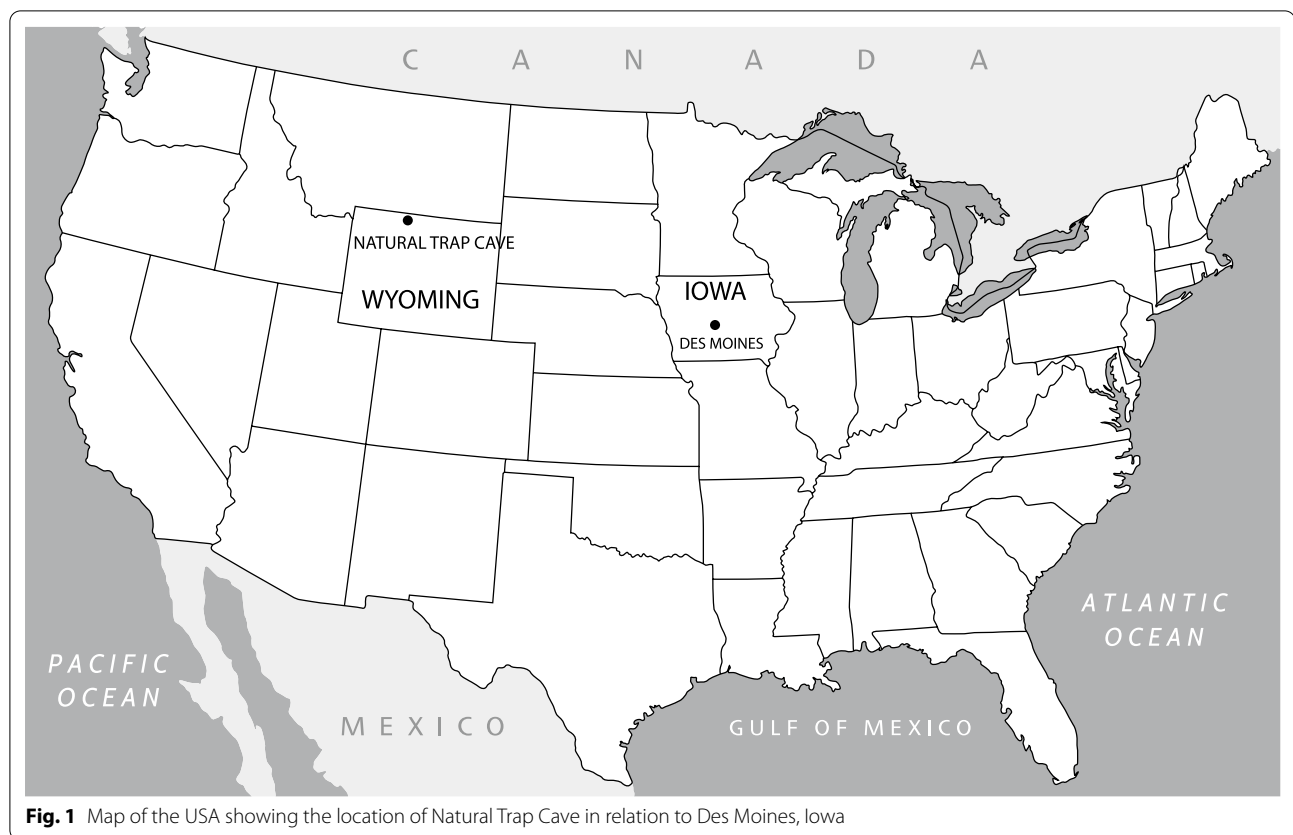 C A N A D A
NATURAL TRAP CAVE
WYOMING
IOWA
DES MOINES
ATLANTIC
OCEAN
PACIFIC
OCEAN
MEXICO
GULF OF MEXICO
Fig. 1 Map of the USA showing the location of Natural Trap Cave in relation to Des Moines, Iowa